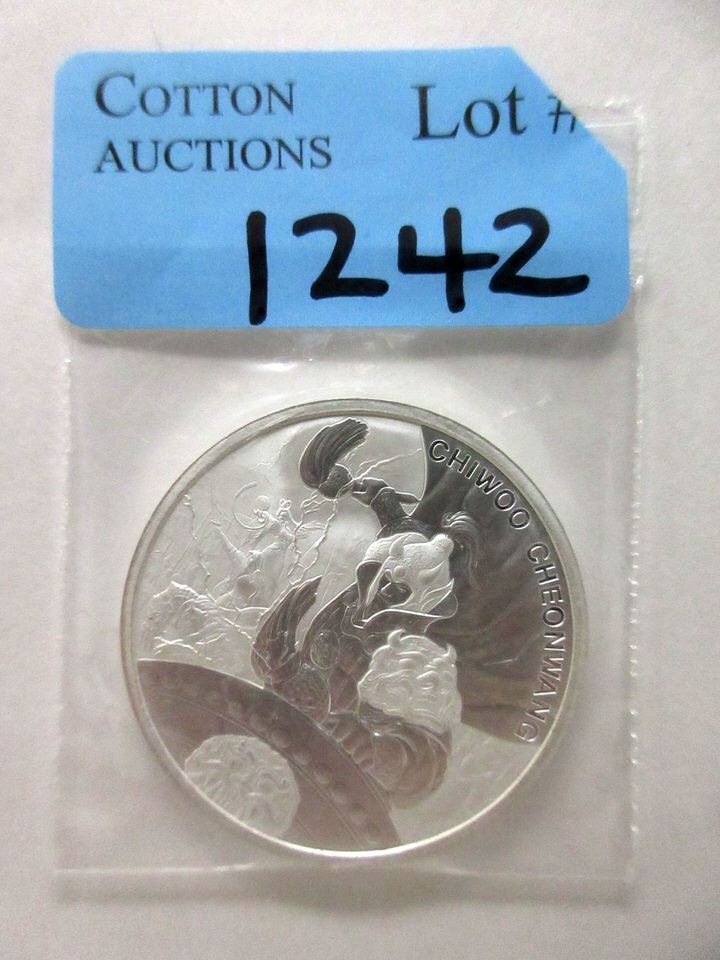 COTTON
AUCTIONS
Lot #
1242
CHIWOO CHEONWANG